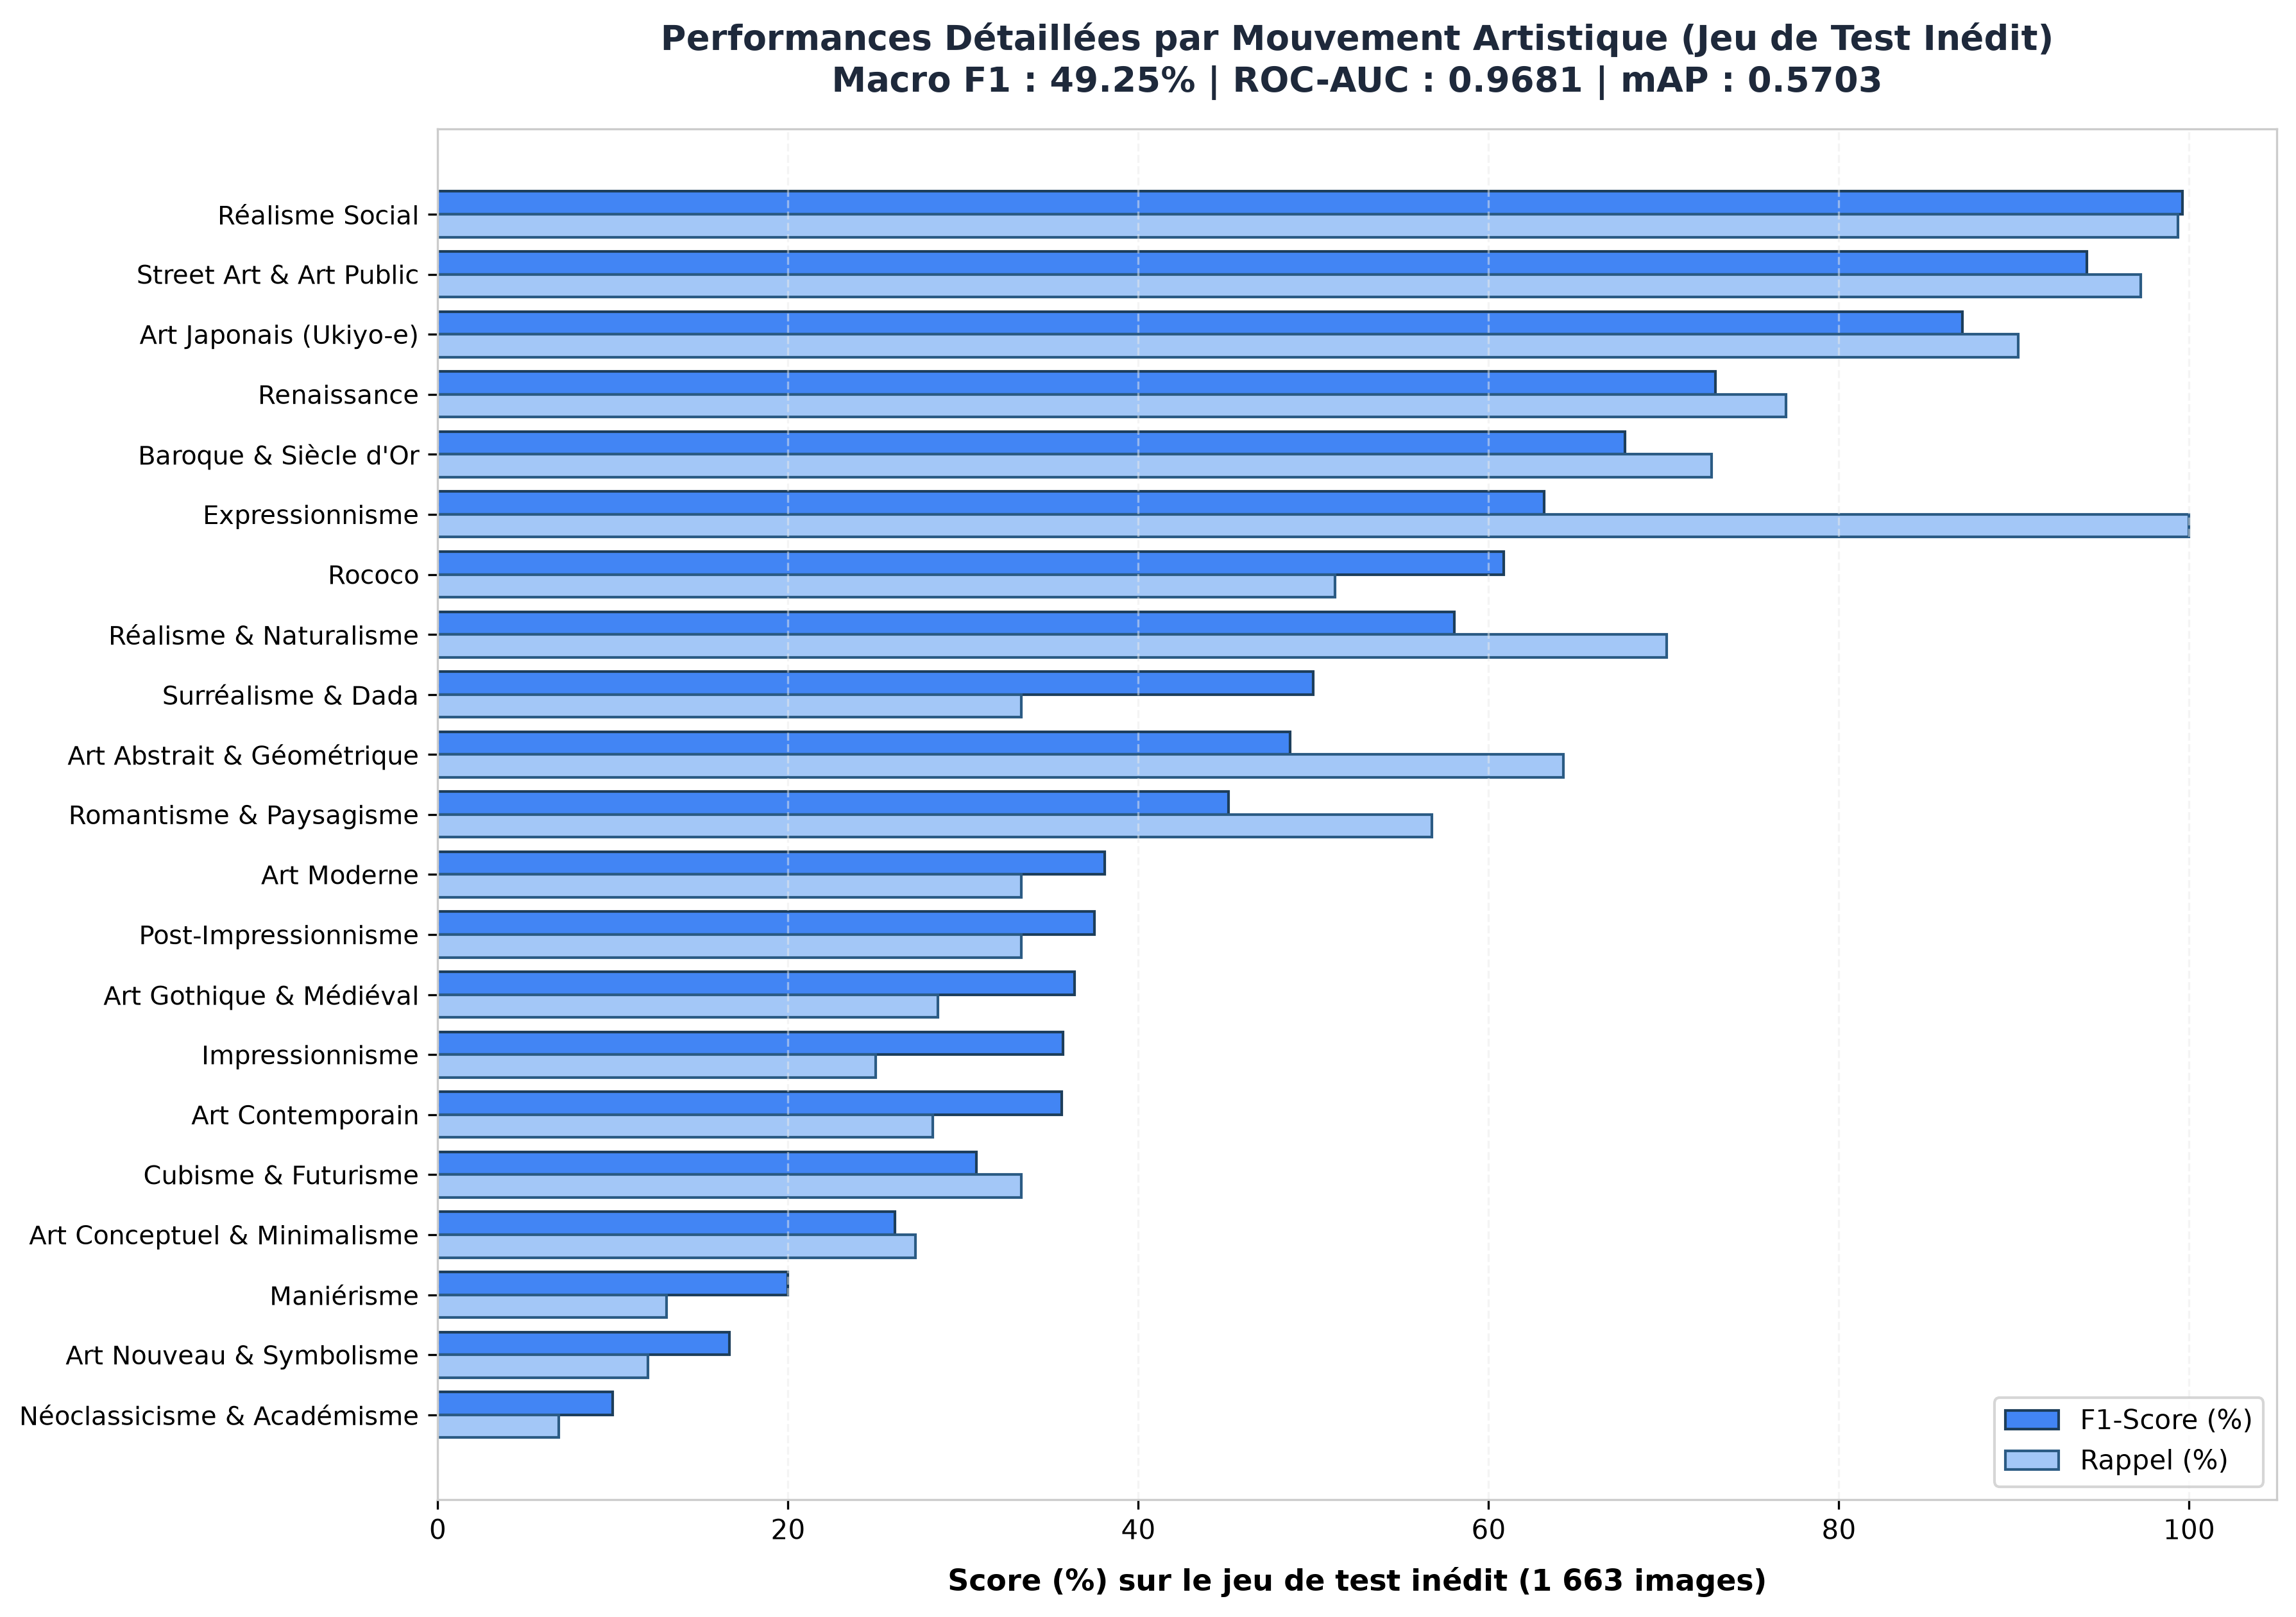 Performances Détaillées par Mouvement Artistique (Jeu de Test Inédit)
Macro F1 : 49.25% | ROC-AUC : 0.9681 | mAP : 0.5703
Réalisme Social
Street Art & Art Public
Art Japonais (Ukiyo-e)
Renaissance
Baroque & Siècle d'Or
Expressionnisme
Rococo
Réalisme & Naturalisme
Surréalisme & Dada
Art Abstrait & Géométrique
Romantisme & Paysagisme
Art Moderne
Post-Impressionnisme
Art Gothique & Médiéval
Impressionnisme
Art Contemporain
Cubisme & Futurisme
Art Conceptuel & Minimalisme
Maniérisme
Art Nouveau & Symbolisme
Néoclassicisme & Académisme
F1-Score (%)
Rappel (%)
0 20 40 60 80 100
Score (%) sur le jeu de test inédit (1 663 images)